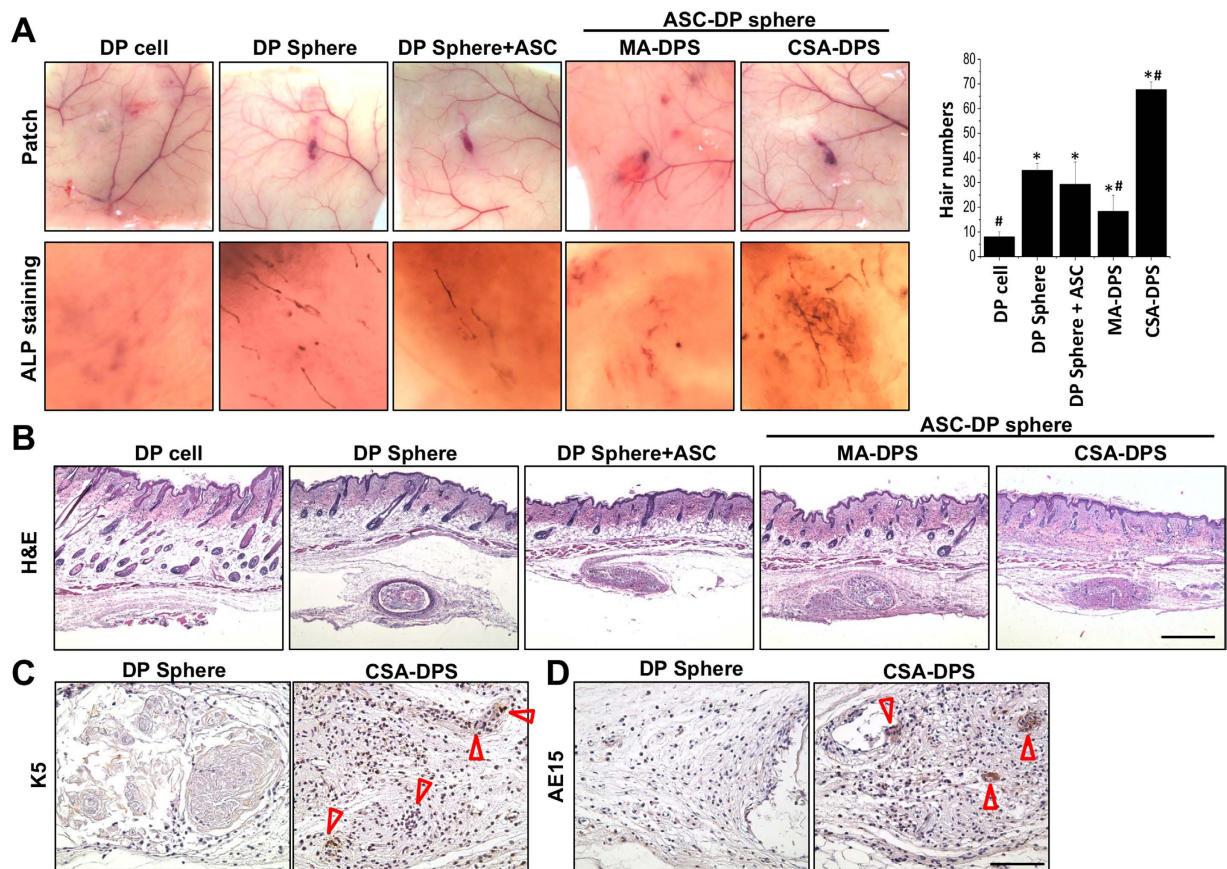 A
ASC-DP sphere
DP cell
DP Sphere
DP Sphere+ASC
MA-DPS
CSA-DPS
Patch
ALP staining
Hair numbers
80
70
60
50
40
30
20
10
0
#
*
*
*#
*#
DP cell
DP Sphere
DP Sphere + ASC
MA-DPS
CSA-DPS
B
ASC-DP sphere
DP cell
DP Sphere
DP Sphere+ASC
MA-DPS
CSA-DPS
H&E
C
DP Sphere
CSA-DPS
K5
D
DP Sphere
CSA-DPS
AE15